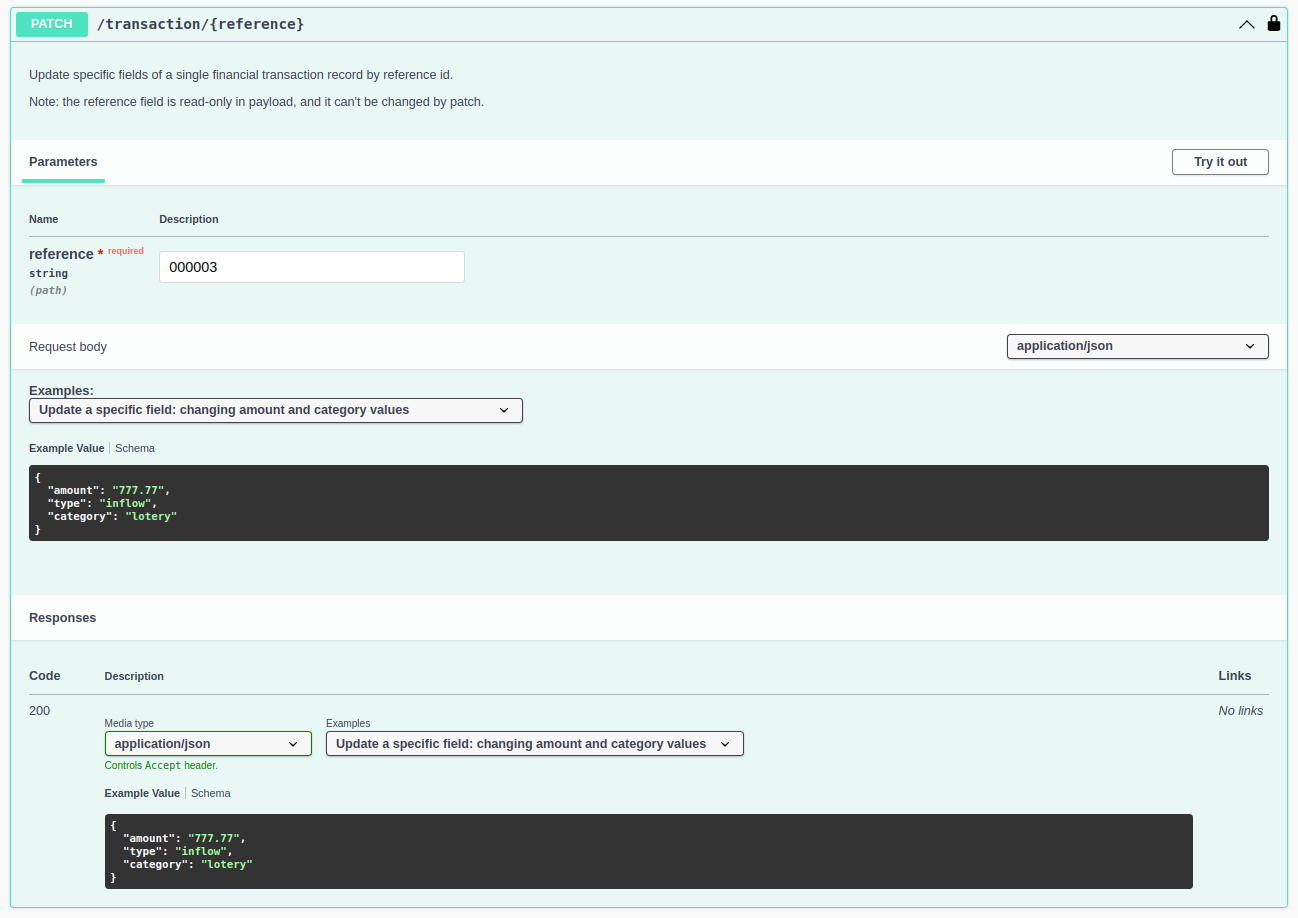 PATCH /transaction/{reference}
Update specific fields of a single financial transaction record by reference id.
Note: the reference field is read-only in payload, and it can't be changed by patch.
Parameters Try it out
Name Description
reference * required
string
(path)
000003
Request body application/json
Examples:
Update a specific field: changing amount and category values
Example Value Schema
{
"amount": "777.77",
"type": "inflow",
"category": "lotery"
}
Responses
Code Description Links
200 No links
Media type Examples
application/json Update a specific field: changing amount and category values
Controls Accept header.
Example Value Schema
{
"amount": "777.77",
"type": "inflow",
"category": "lotery"
}